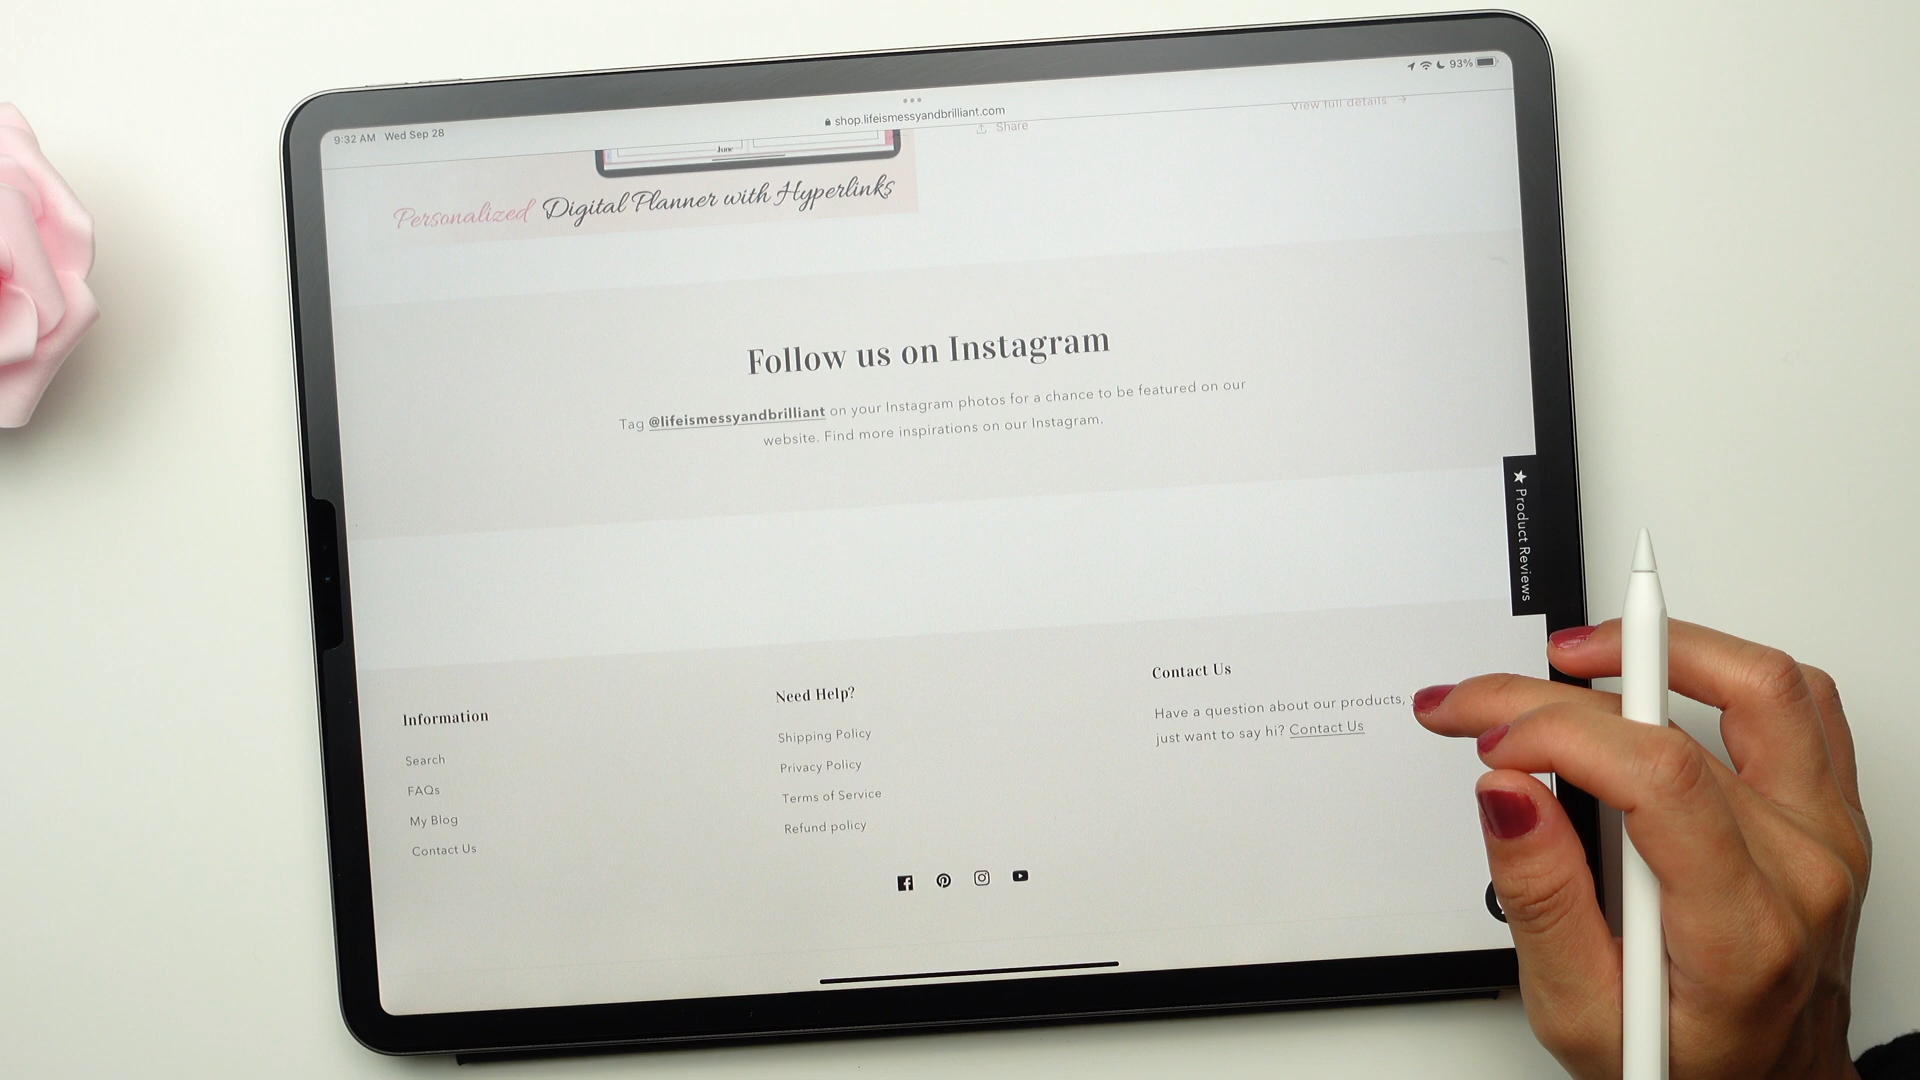 9:32 AM Wed Sep 28
shop.lifeismessyandbrilliant.com
93%
View full details →
Share
June
Personalized Digital Planner with Hyperlinks
Follow us on Instagram
Tag @lifeismessyandbrilliant on your Instagram photos for a chance to be featured on our
website. Find more inspirations on our Instagram.
★ Product Reviews
Information
Search
FAQs
My Blog
Contact Us
Need Help?
Shipping Policy
Privacy Policy
Terms of Service
Refund policy
Contact Us
Have a question about our products,
just want to say hi? Contact Us